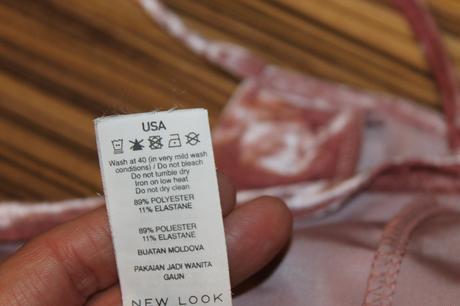 USA
Wash at 40 (in very mild wash
conditions) / Do not bleach
Do not tumble dry
Iron on low heat
Do not dry clean
89% POLYESTER
11% ELASTANE
89% POLYESTER
11% ELASTANE
BUATAN MOLDOVA
PAKAIAN JADI WANITA
GAUN
NEW LOOK